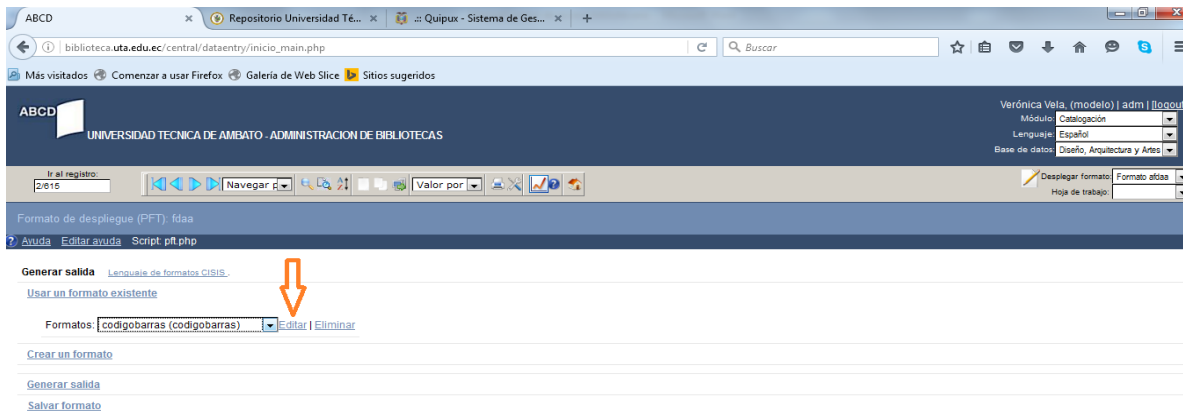 ABCD
Repositorio Universidad Té...
.:: Quipux - Sistema de Ges...
biblioteca.uta.edu.ec/central/dataentry/inicio_main.php
Buscar
Más visitados Comenzar a usar Firefox Galería de Web Slice Sitios sugeridos
ABCD
UNIVERSIDAD TECNICA DE AMBATO - ADMINISTRACION DE BIBLIOTECAS
Verónica Vela, (modelo) | adm | [logout
Módulo: Catalogación
Lenguaje: Español
Base de datos: Diseño, Arquitectura y Artes
Ir al registro:
2/615
Navegar
Valor por
Desplegar formato: Formato afdaa
Hoja de trabajo:
Formato de despliegue (PFT): fdaa
Ayuda Editar ayuda Script: pft.php
Generar salida Lenguaje de formatos CISIS .
Usar un formato existente
Formatos: codigobarras (codigobarras) Editar | Eliminar
Crear un formato
Generar salida
Salvar formato